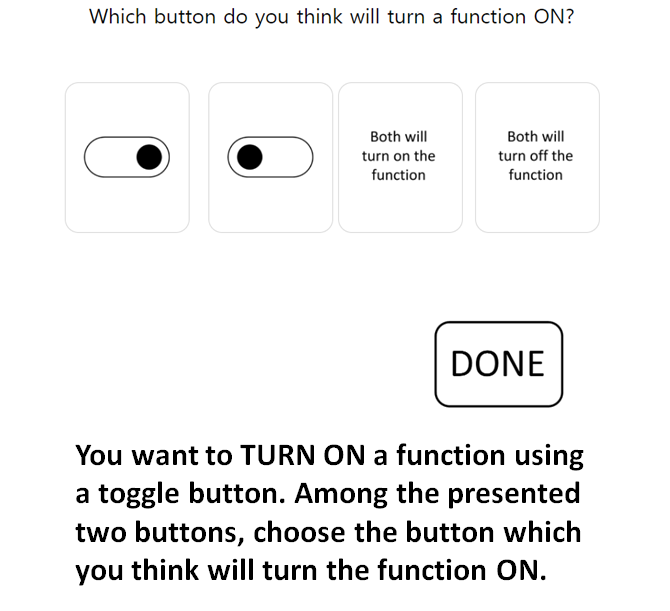 Which button do you think will turn a function ON?
Both will
turn on the
function
Both will
turn off the
function
DONE
You want to TURN ON a function using
a toggle button. Among the presented
two buttons, choose the button which
you think will turn the function ON.